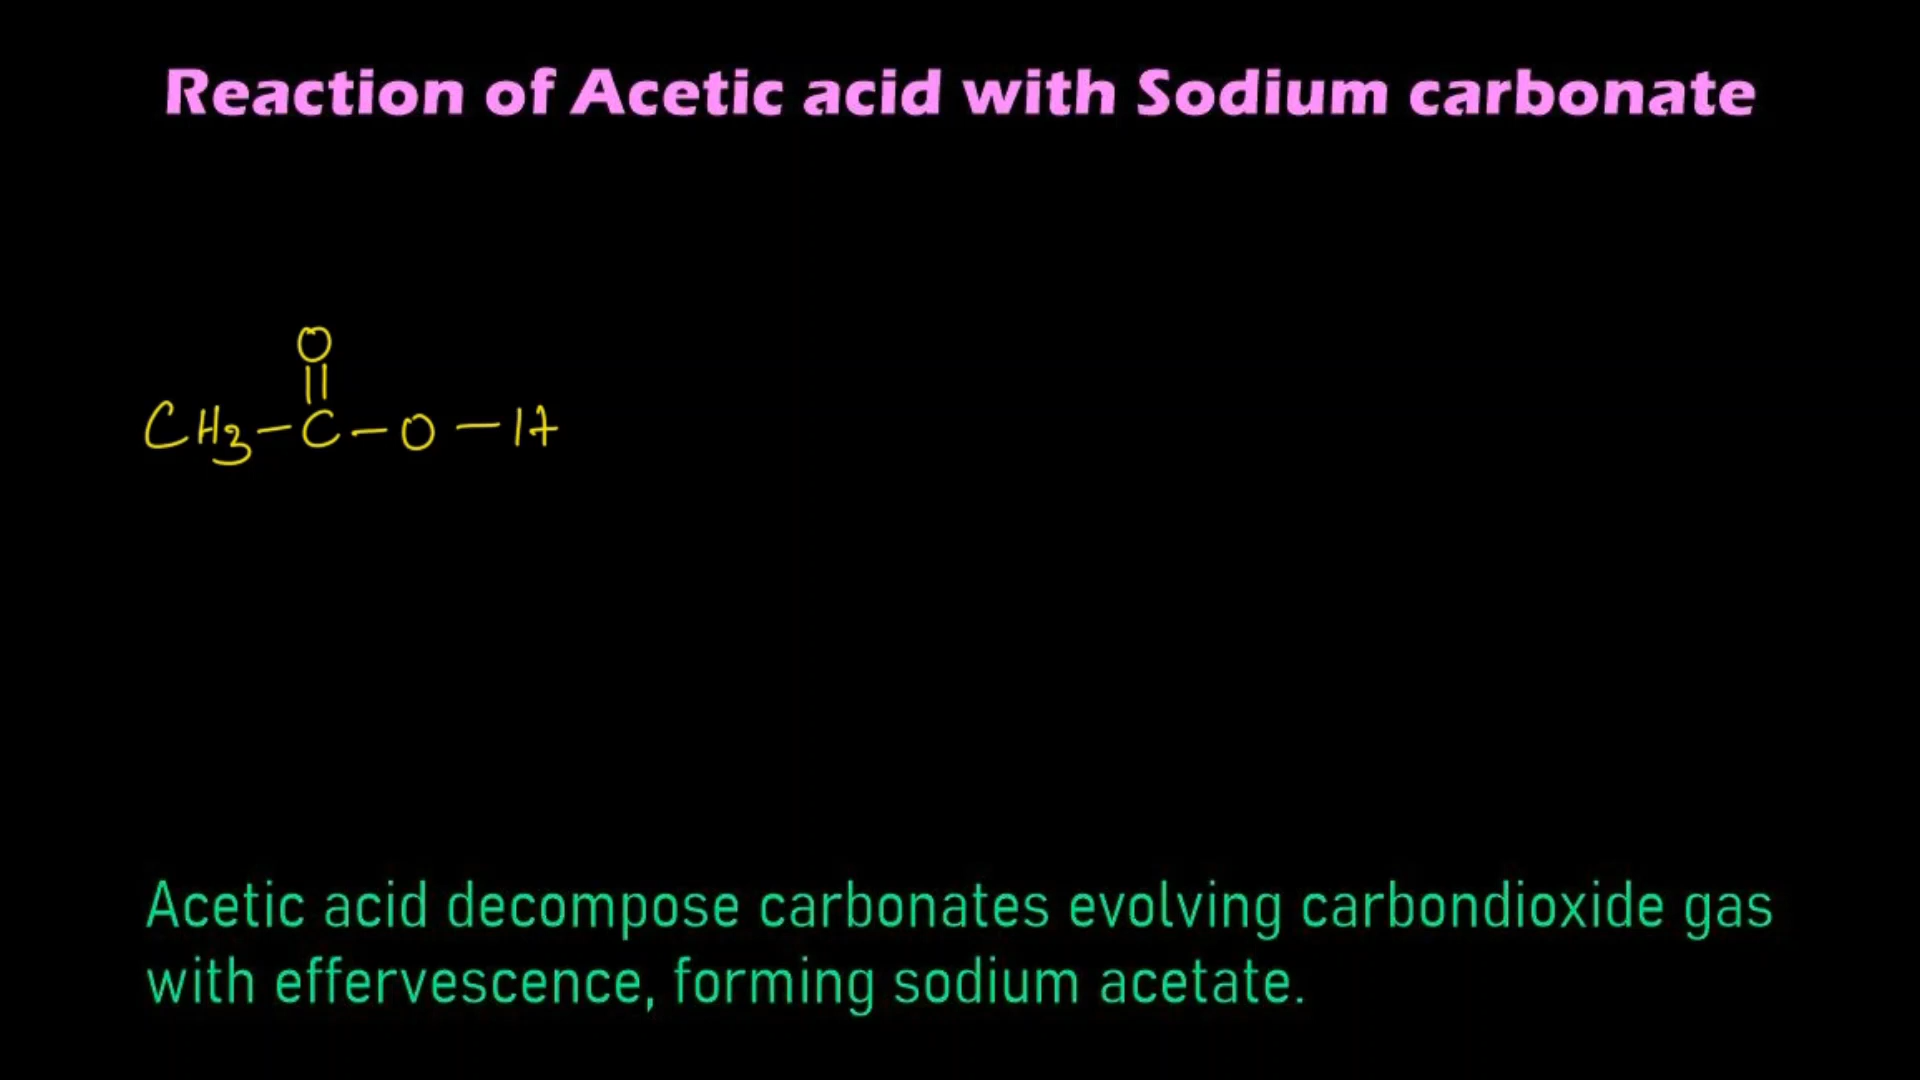 Reaction of Acetic acid with Sodium carbonate
O
||
CH3-C-O-H
Acetic acid decompose carbonates evolving carbondioxide gas
with effervescence, forming sodium acetate.